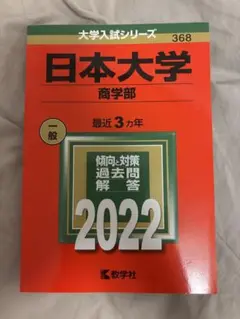 大学入試シリーズ
368
日本大学
商学部
一般
最近3カ年
傾向と対策
過去問
解答
2022
教学社